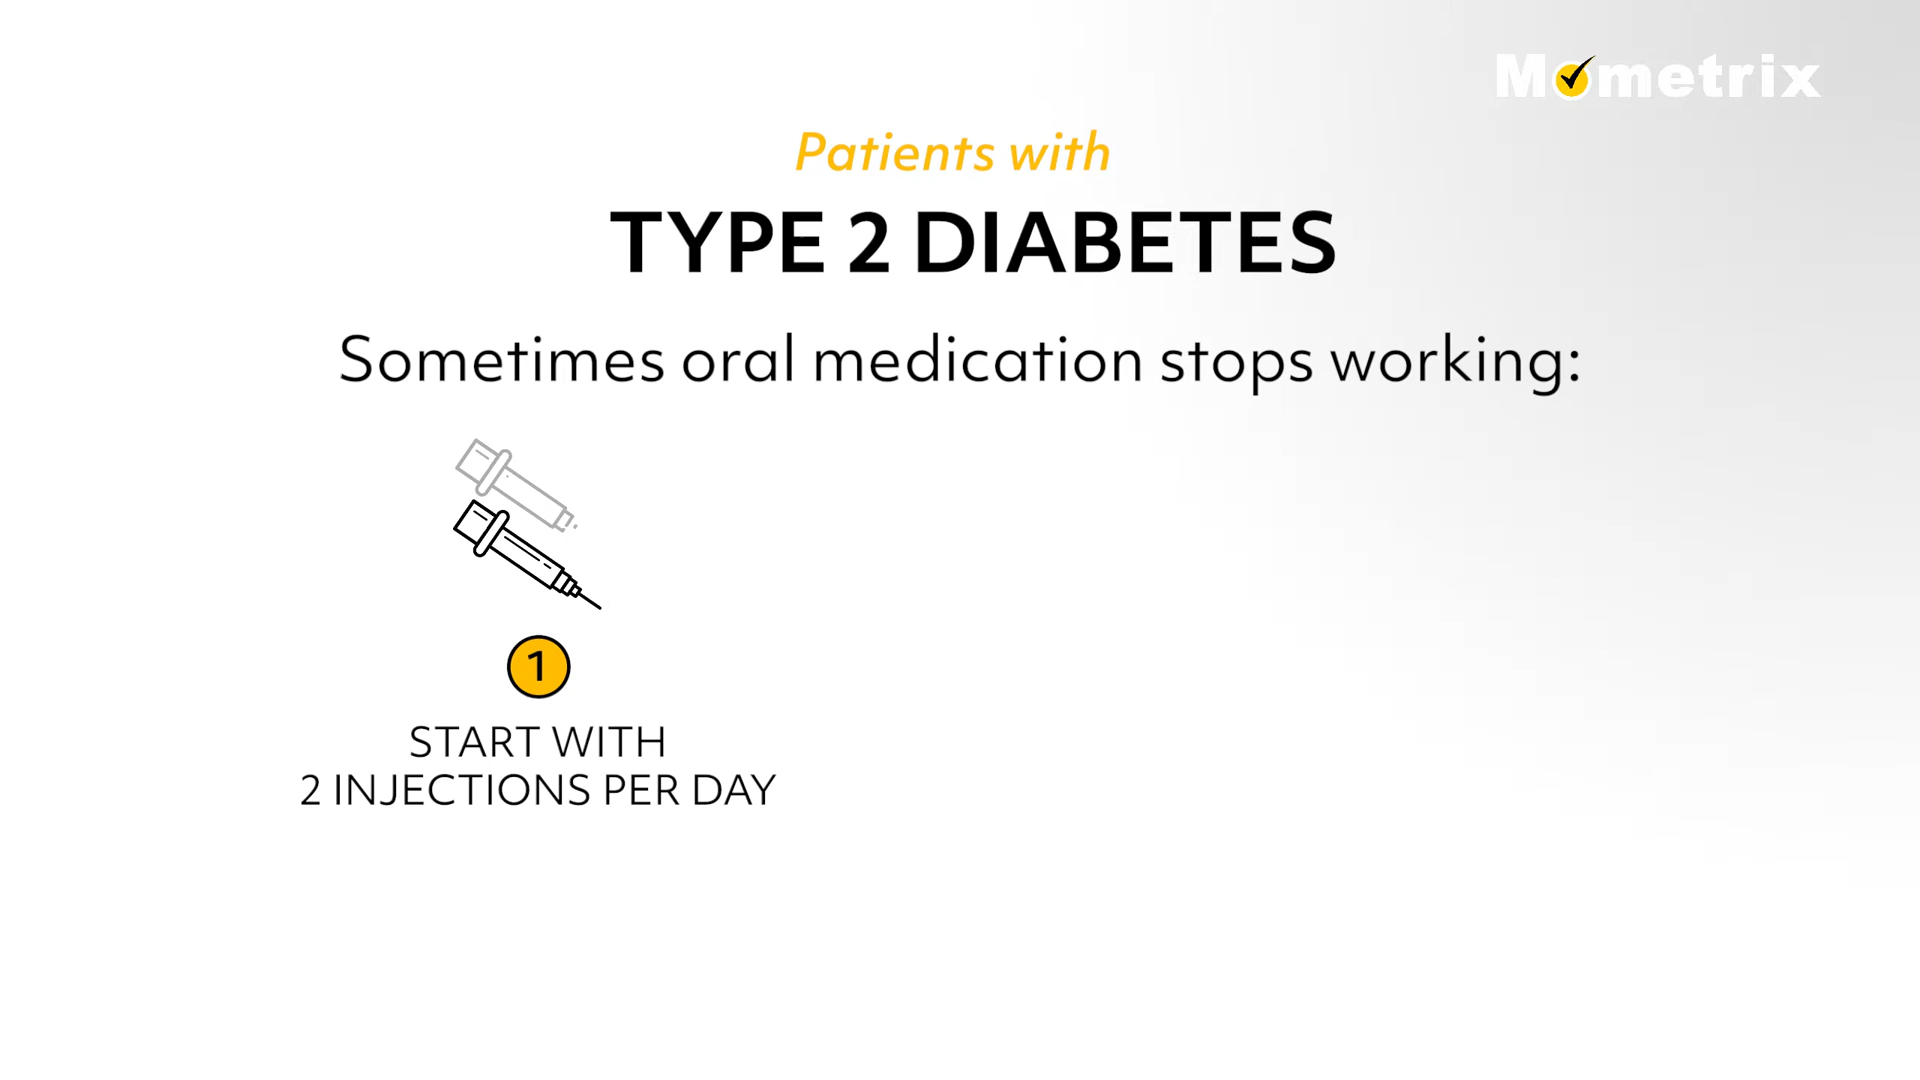 Mometrix
Patients with
TYPE 2 DIABETES
Sometimes oral medication stops working:
1
START WITH
2 INJECTIONS PER DAY